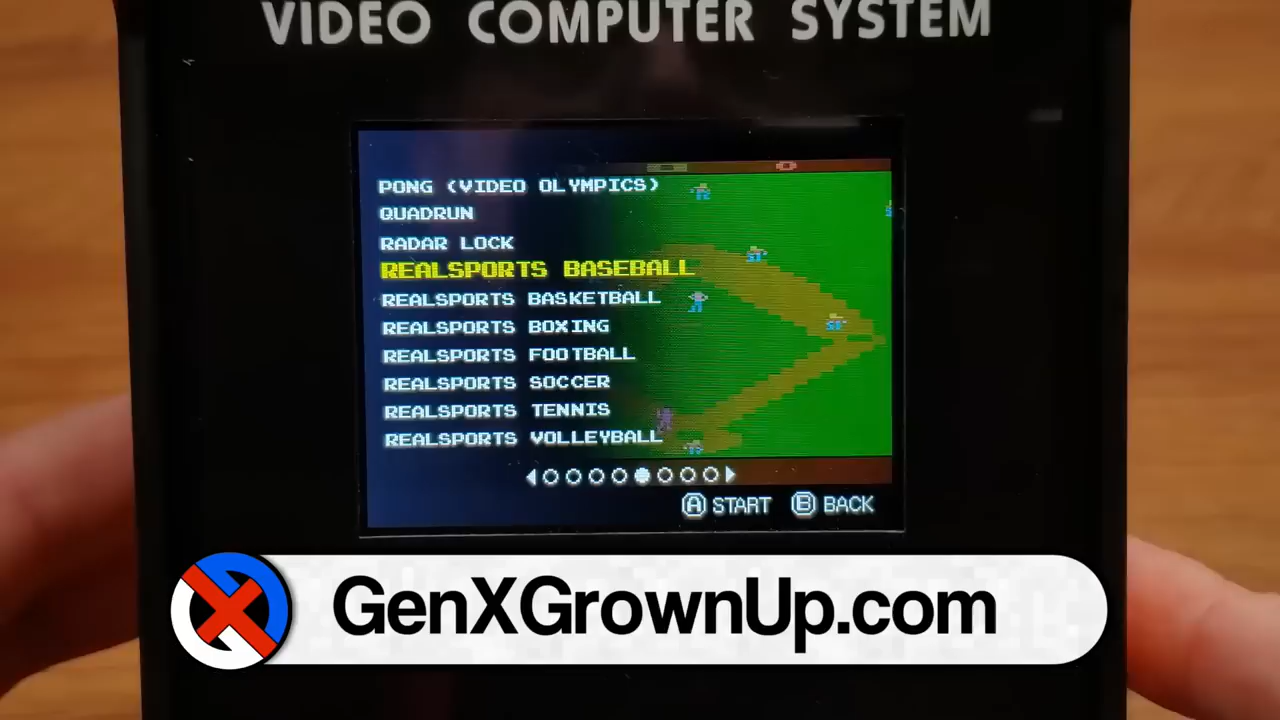 VIDEO COMPUTER SYSTEM
PONG (VIDEO OLYMPICS)
QUADRUN
RADAR LOCK
REALSPORTS BASEBALL
REALSPORTS BASKETBALL
REALSPORTS BOXING
REALSPORTS FOOTBALL
REALSPORTS SOCCER
REALSPORTS TENNIS
REALSPORTS VOLLEYBALL
A START B BACK
GenXGrownUp.com